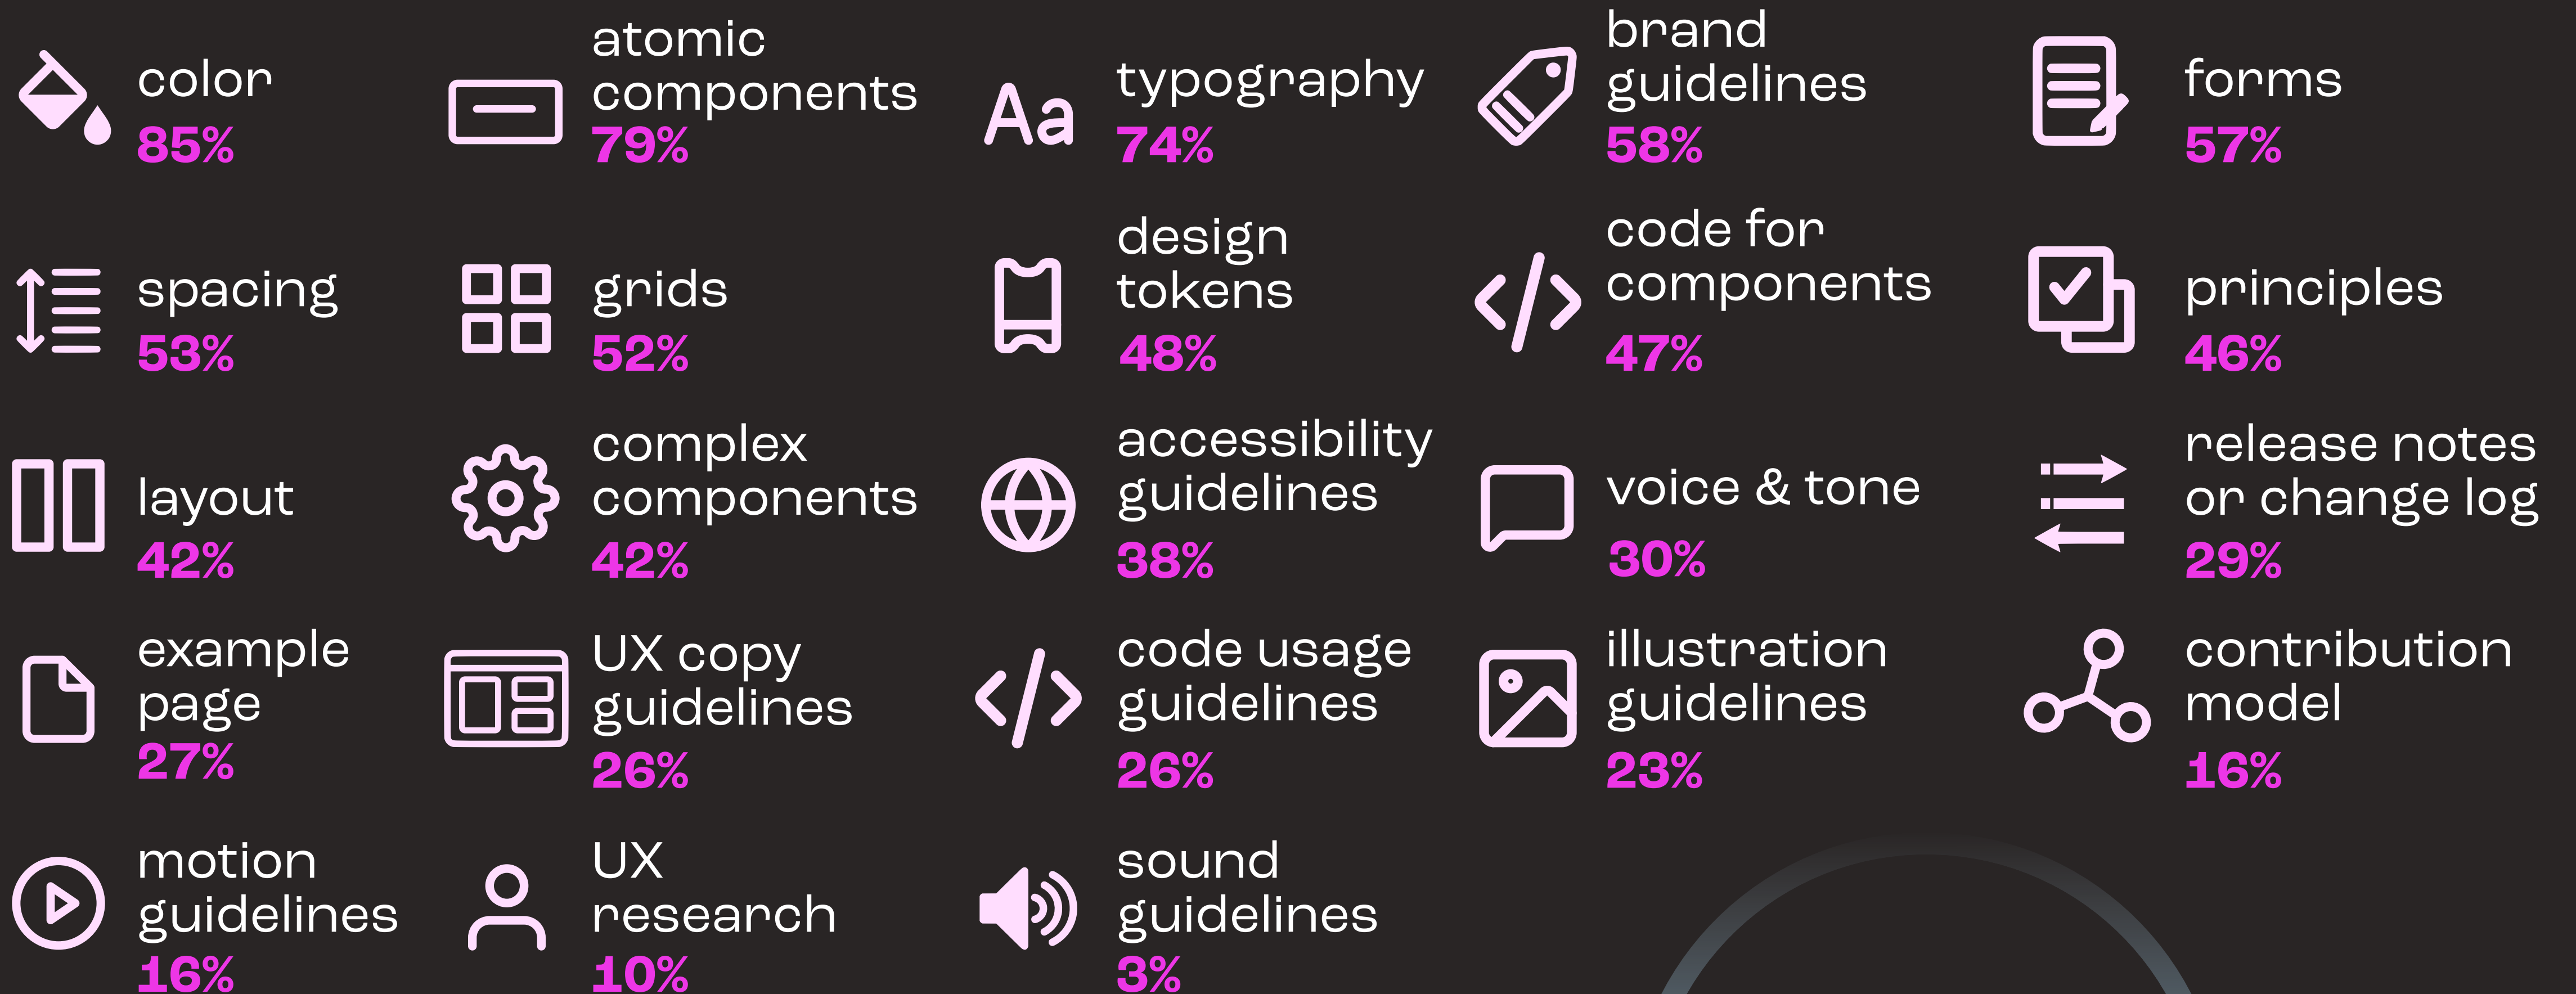 color
85%
atomic
components
79%
Aa
typography
74%
brand
guidelines
58%
forms
57%
spacing
53%
grids
52%
design
tokens
48%
code for
components
47%
principles
46%
layout
42%
complex
components
42%
accessibility
guidelines
38%
voice & tone
30%
release notes
or change log
29%
example
page
27%
UX copy
guidelines
26%
code usage
guidelines
26%
illustration
guidelines
23%
contribution
model
16%
motion
guidelines
16%
UX
research
10%
sound
guidelines
3%